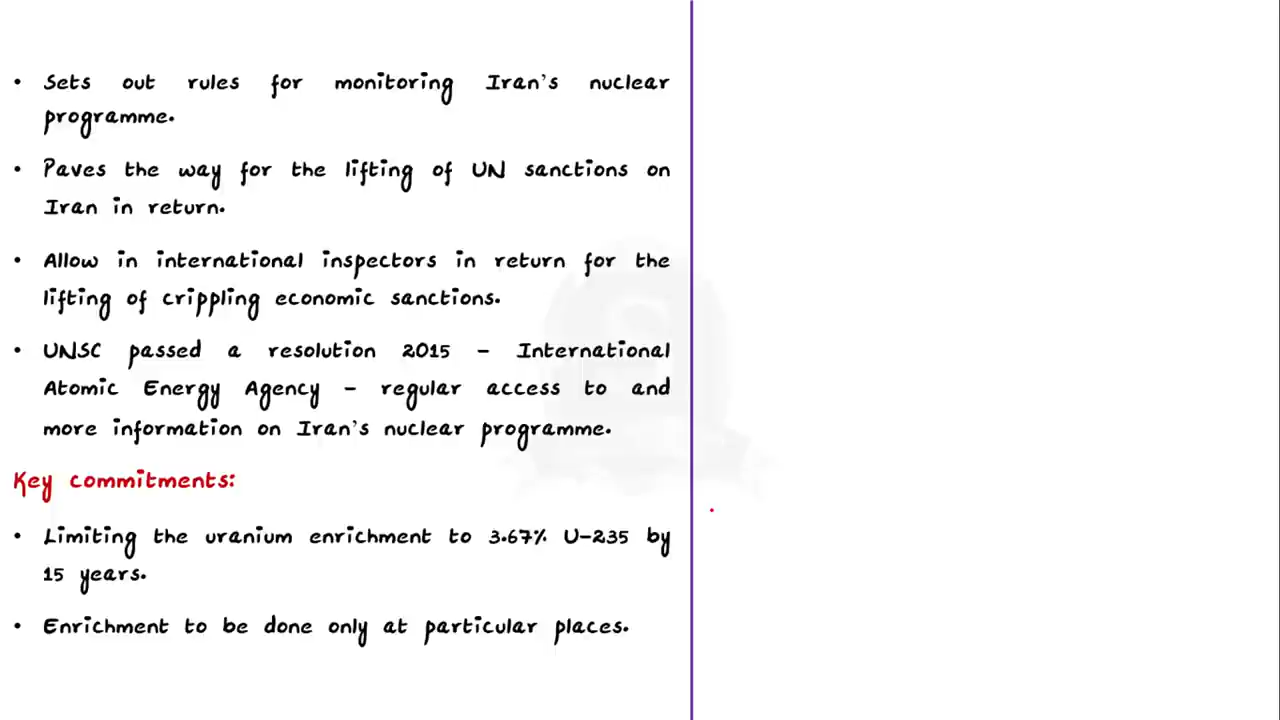 • Sets out rules for monitoring Iran's nuclear
programme.
• Paves the way for the lifting of UN sanctions on
Iran in return.
• Allow in international inspectors in return for the
lifting of crippling economic sanctions.
• UNSC passed a resolution 2015 – International
Atomic Energy Agency – regular access to and
more information on Iran's nuclear programme.
Key commitments:
• Limiting the uranium enrichment to 3.67% U-235 by
15 years.
• Enrichment to be done only at particular places.